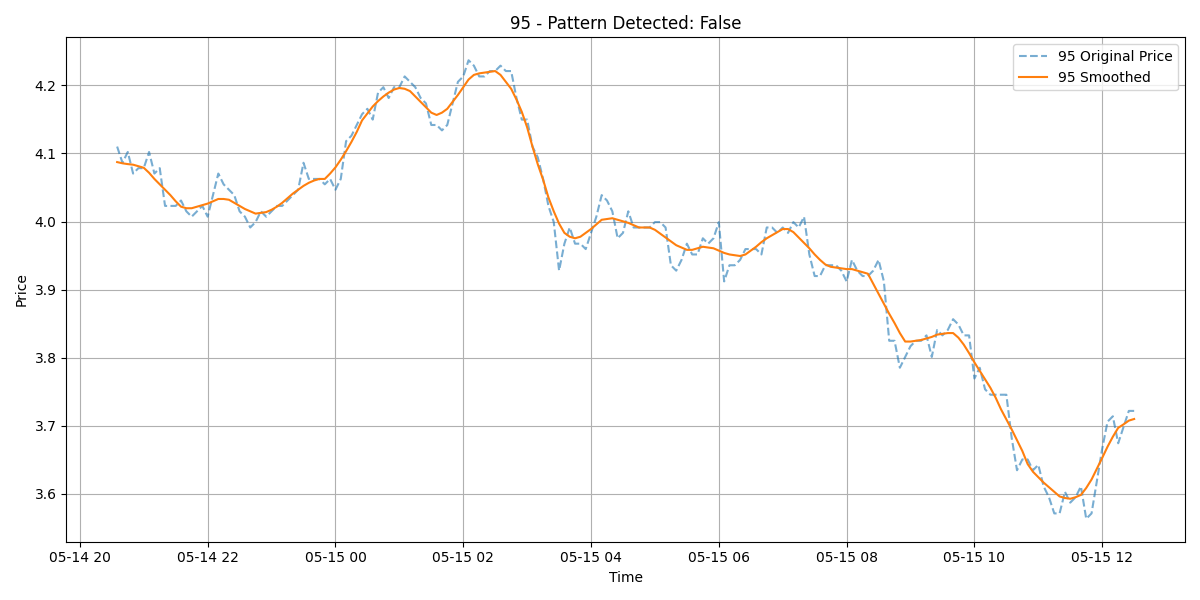 95 - Pattern Detected: False
95 Original Price
95 Smoothed
Price
4.2
4.1
4.0
3.9
3.8
3.7
3.6
05-14 20 05-14 22 05-15 00 05-15 02 05-15 04 05-15 06 05-15 08 05-15 10 05-15 12
Time